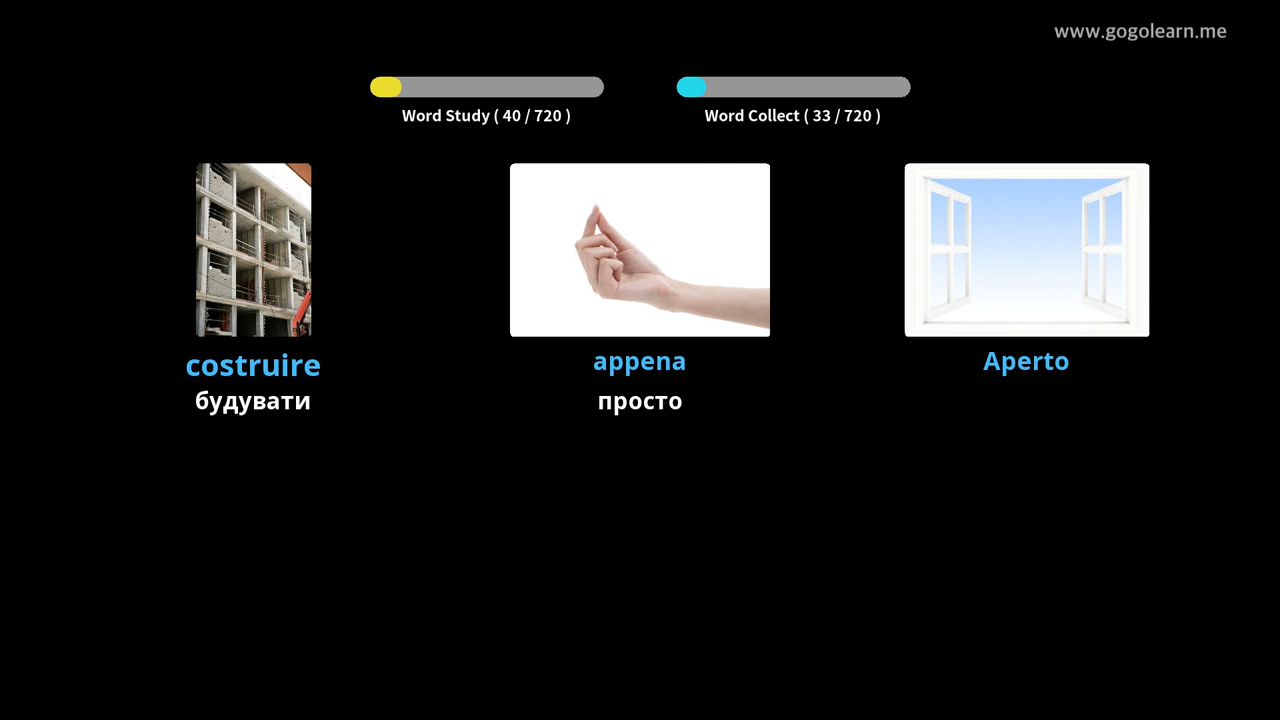 www.gogolearn.me
Word Study ( 40 / 720 )
Word Collect ( 33 / 720 )
costruire
будувати
appena
просто
Aperto